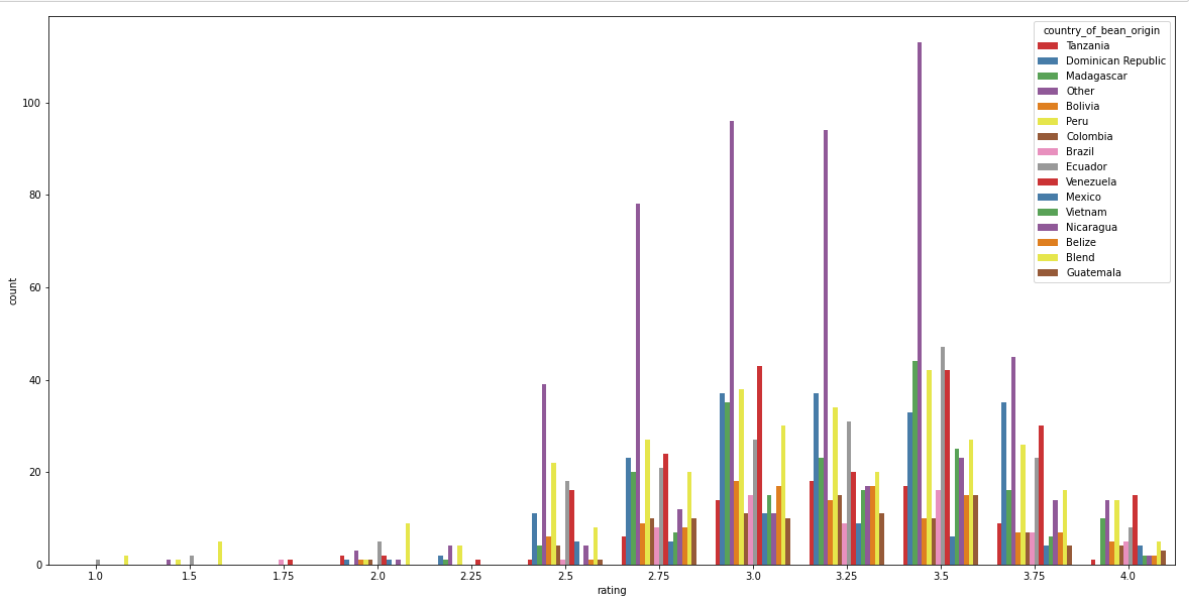 country_of_bean_origin
Tanzania
Dominican Republic
Madagascar
Other
Bolivia
Peru
Colombia
Brazil
Ecuador
Venezuela
Mexico
Vietnam
Nicaragua
Belize
Blend
Guatemala
100
80
60
40
20
0
count
1.0 1.5 1.75 2.0 2.25 2.5 2.75 3.0 3.25 3.5 3.75 4.0
rating